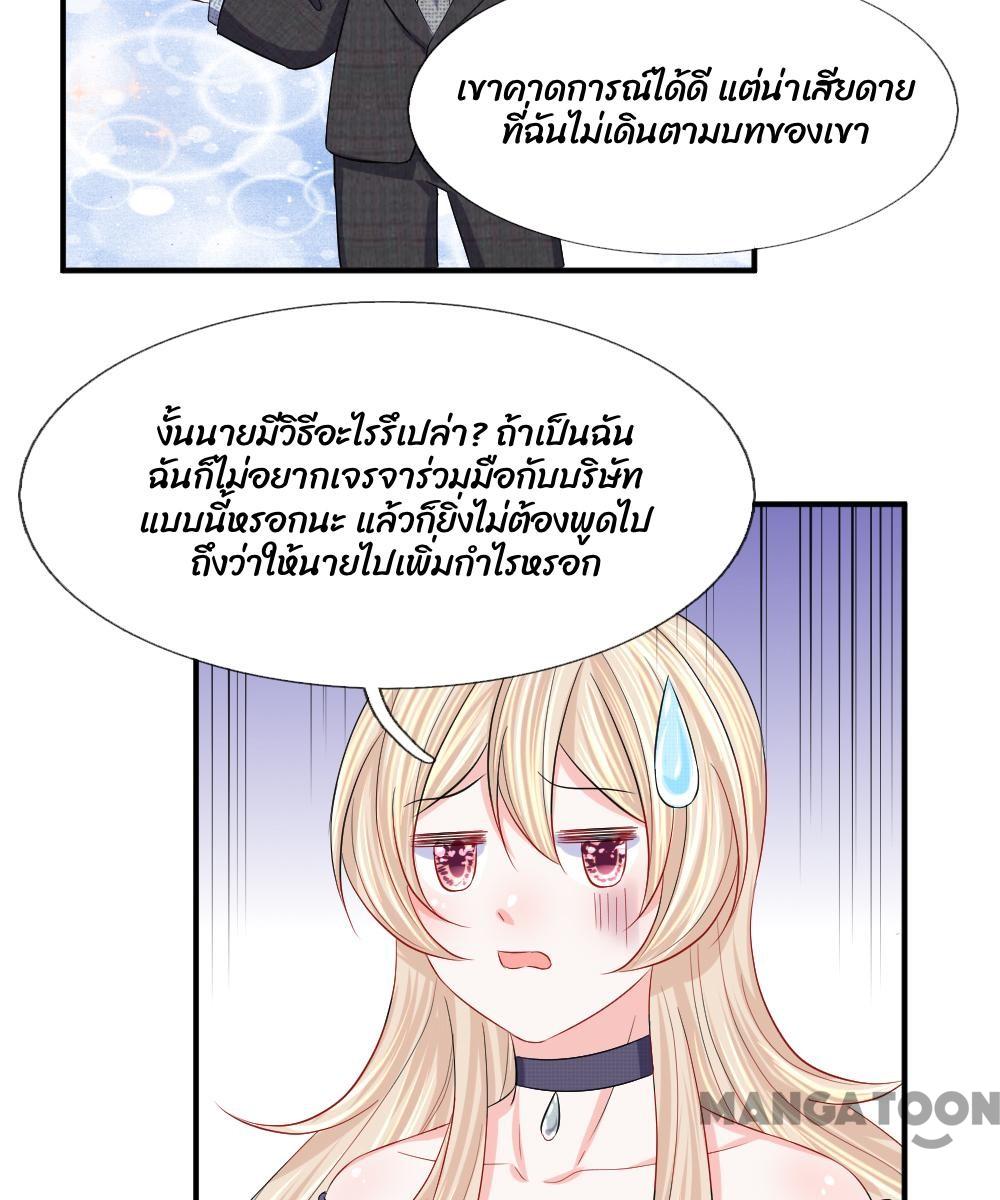 เขาคาดการณ์ได้ดี แต่น่าเสียดาย
ที่ฉันไม่เดินตามบทของเขา
งั้นนายมีวิธีอะไรรึเปล่า? ถ้าเป็นฉัน
ฉันก็ไม่อยากเจรจาร่วมมือกับบริษัท
แบบนี้หรอกนะ แล้วก็ยิ่งไม่ต้องพูดไป
ถึงว่าให้นายไปเพิ่มกำไรหรอก
MANGATOON